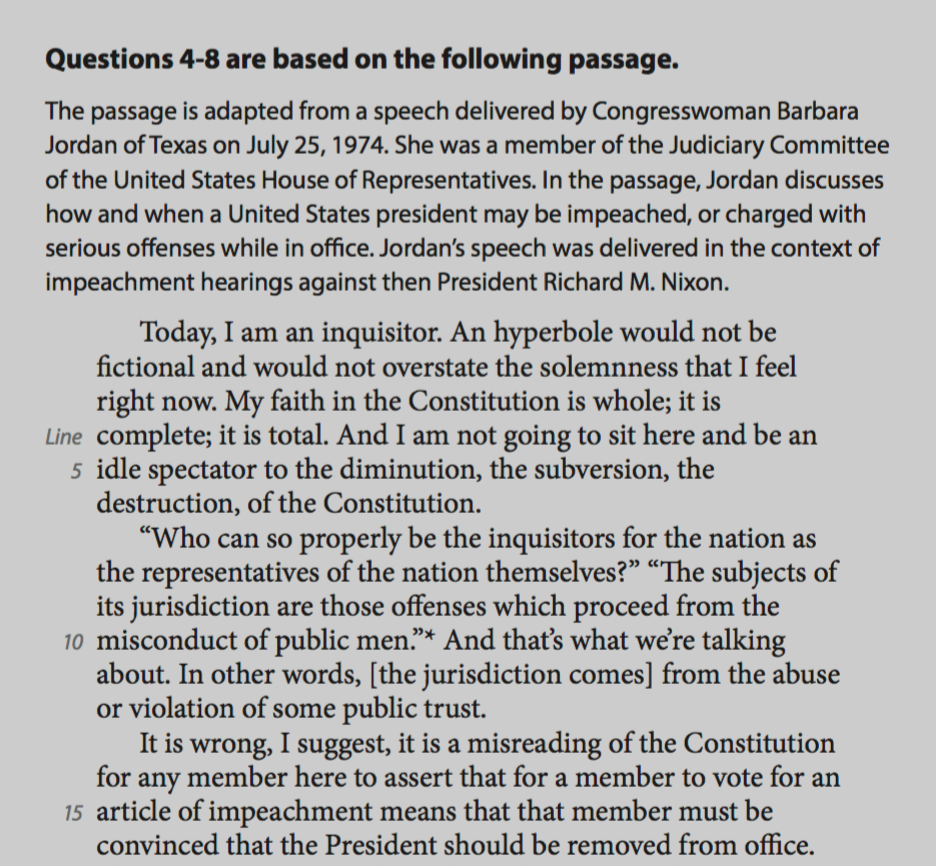 Questions 4-8 are based on the following passage.
The passage is adapted from a speech delivered by Congresswoman Barbara
Jordan of Texas on July 25, 1974. She was a member of the Judiciary Committee
of the United States House of Representatives. In the passage, Jordan discusses
how and when a United States president may be impeached, or charged with
serious offenses while in office. Jordan’s speech was delivered in the context of
impeachment hearings against then President Richard M. Nixon.
Today, I am an inquisitor. An hyperbole would not be
fictional and would not overstate the solemnness that I feel
right now. My faith in the Constitution is whole; it is
Line complete; it is total. And I am not going to sit here and be an
5 idle spectator to the diminution, the subversion, the
destruction, of the Constitution.
“Who can so properly be the inquisitors for the nation as
the representatives of the nation themselves?” “The subjects of
its jurisdiction are those offenses which proceed from the
10 misconduct of public men.”* And that’s what we’re talking
about. In other words, [the jurisdiction comes] from the abuse
or violation of some public trust.
It is wrong, I suggest, it is a misreading of the Constitution
for any member here to assert that for a member to vote for an
15 article of impeachment means that that member must be
convinced that the President should be removed from office.